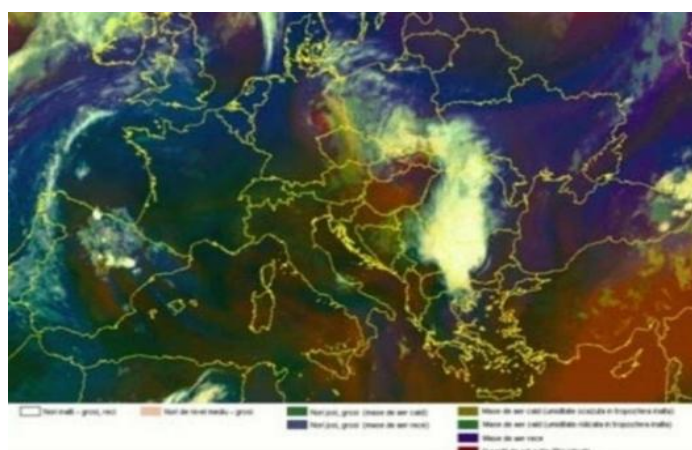 Nori inalti - grosi, reci
Nori de nivel mediu - grosi
Nori josi, grosi (mase de aer cald)
Nori josi, grosi (mase de aer rece)
Mase de aer cald (umiditate scazuta in troposfera inalta)
Mase de aer cald (umiditate ridicata in troposfera inalta)
Mase de aer rece